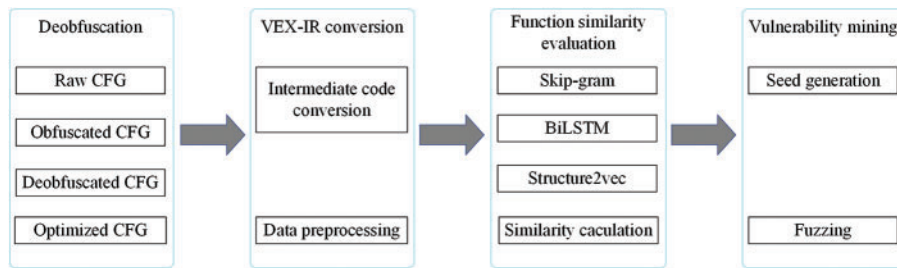 Deobfuscation
Raw CFG
Obfuscated CFG
Deobfuscated CFG
Optimized CFG
VEX-IR conversion
Intermediate code
conversion
Data preprocessing
Function similarity
evaluation
Skip-gram
BiLSTM
Structure2vec
Similarity caculation
Vulnerability mining
Seed generation
Fuzzing